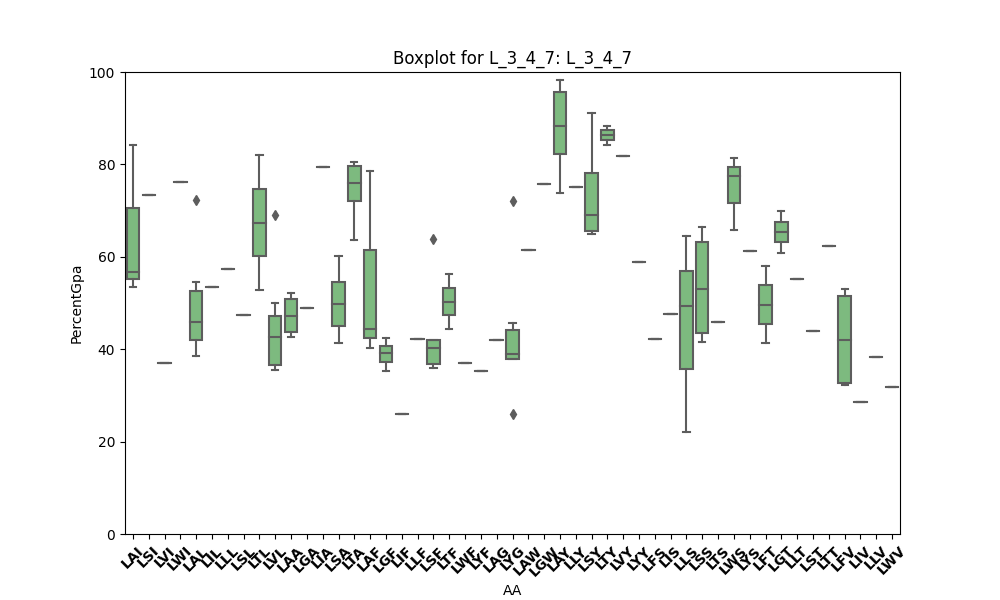 Boxplot for L_3_4_7: L_3_4_7
100
80
60
40
20
0
PercentGpa
LAI LSI LVI LWI LAL LIL LLL LSL LTL LVL LAA LGA LIA LSA LTA LAF LGF LIF LLF LSF LTF LWF LYF LAG LYG LAW LGW LAY LLY LSY LTY LVY LYY LFS LIS LLS LSS LTS LWS LYS LFT LGT LLT LST LTT LFV LIV LLV LWV
AA